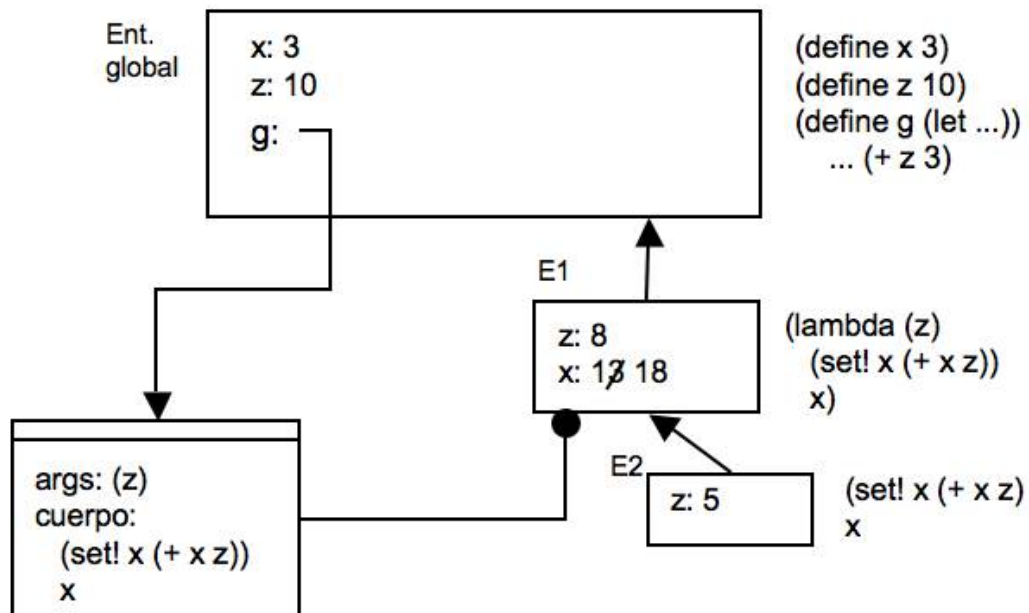 Ent.
global
x: 3
z: 10
g:
(define x 3)
(define z 10)
(define g (let ...))
... (+ z 3)
E1
z: 8
x: 13 18
(lambda (z)
(set! x (+ x z))
x)
E2
z: 5
(set! x (+ x z)
x
args: (z)
cuerpo:
(set! x (+ x z))
x